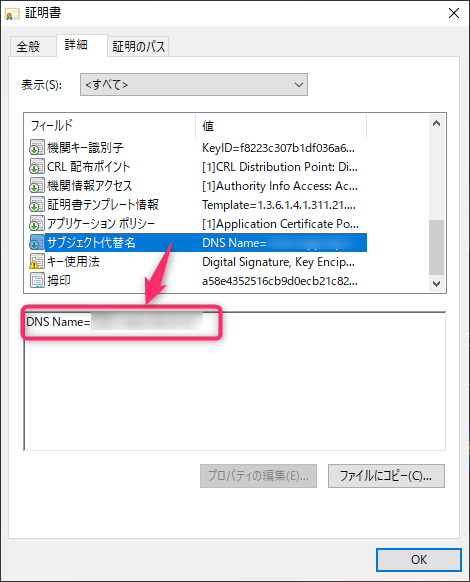 証明書
全般
詳細
証明のパス
表示(S):
<すべて>
フィールド 値
機関キー識別子 KeyID=f8223c307b1df036a6...
CRL 配布ポイント [1]CRL Distribution Point: Di...
機関情報アクセス [1]Authority Info Access: Ac...
証明書テンプレート情報 Template=1.3.6.1.4.1.311.21....
アプリケーション ポリシー [1]Application Certificate Po...
サブジェクト代替名 DNS Name=
キー使用法 Digital Signature, Key Encip...
拇印 a58e4352516cb9d0ecb21c82...
DNS Name=
プロパティの編集(E)...
ファイルにコピー(C)...
OK